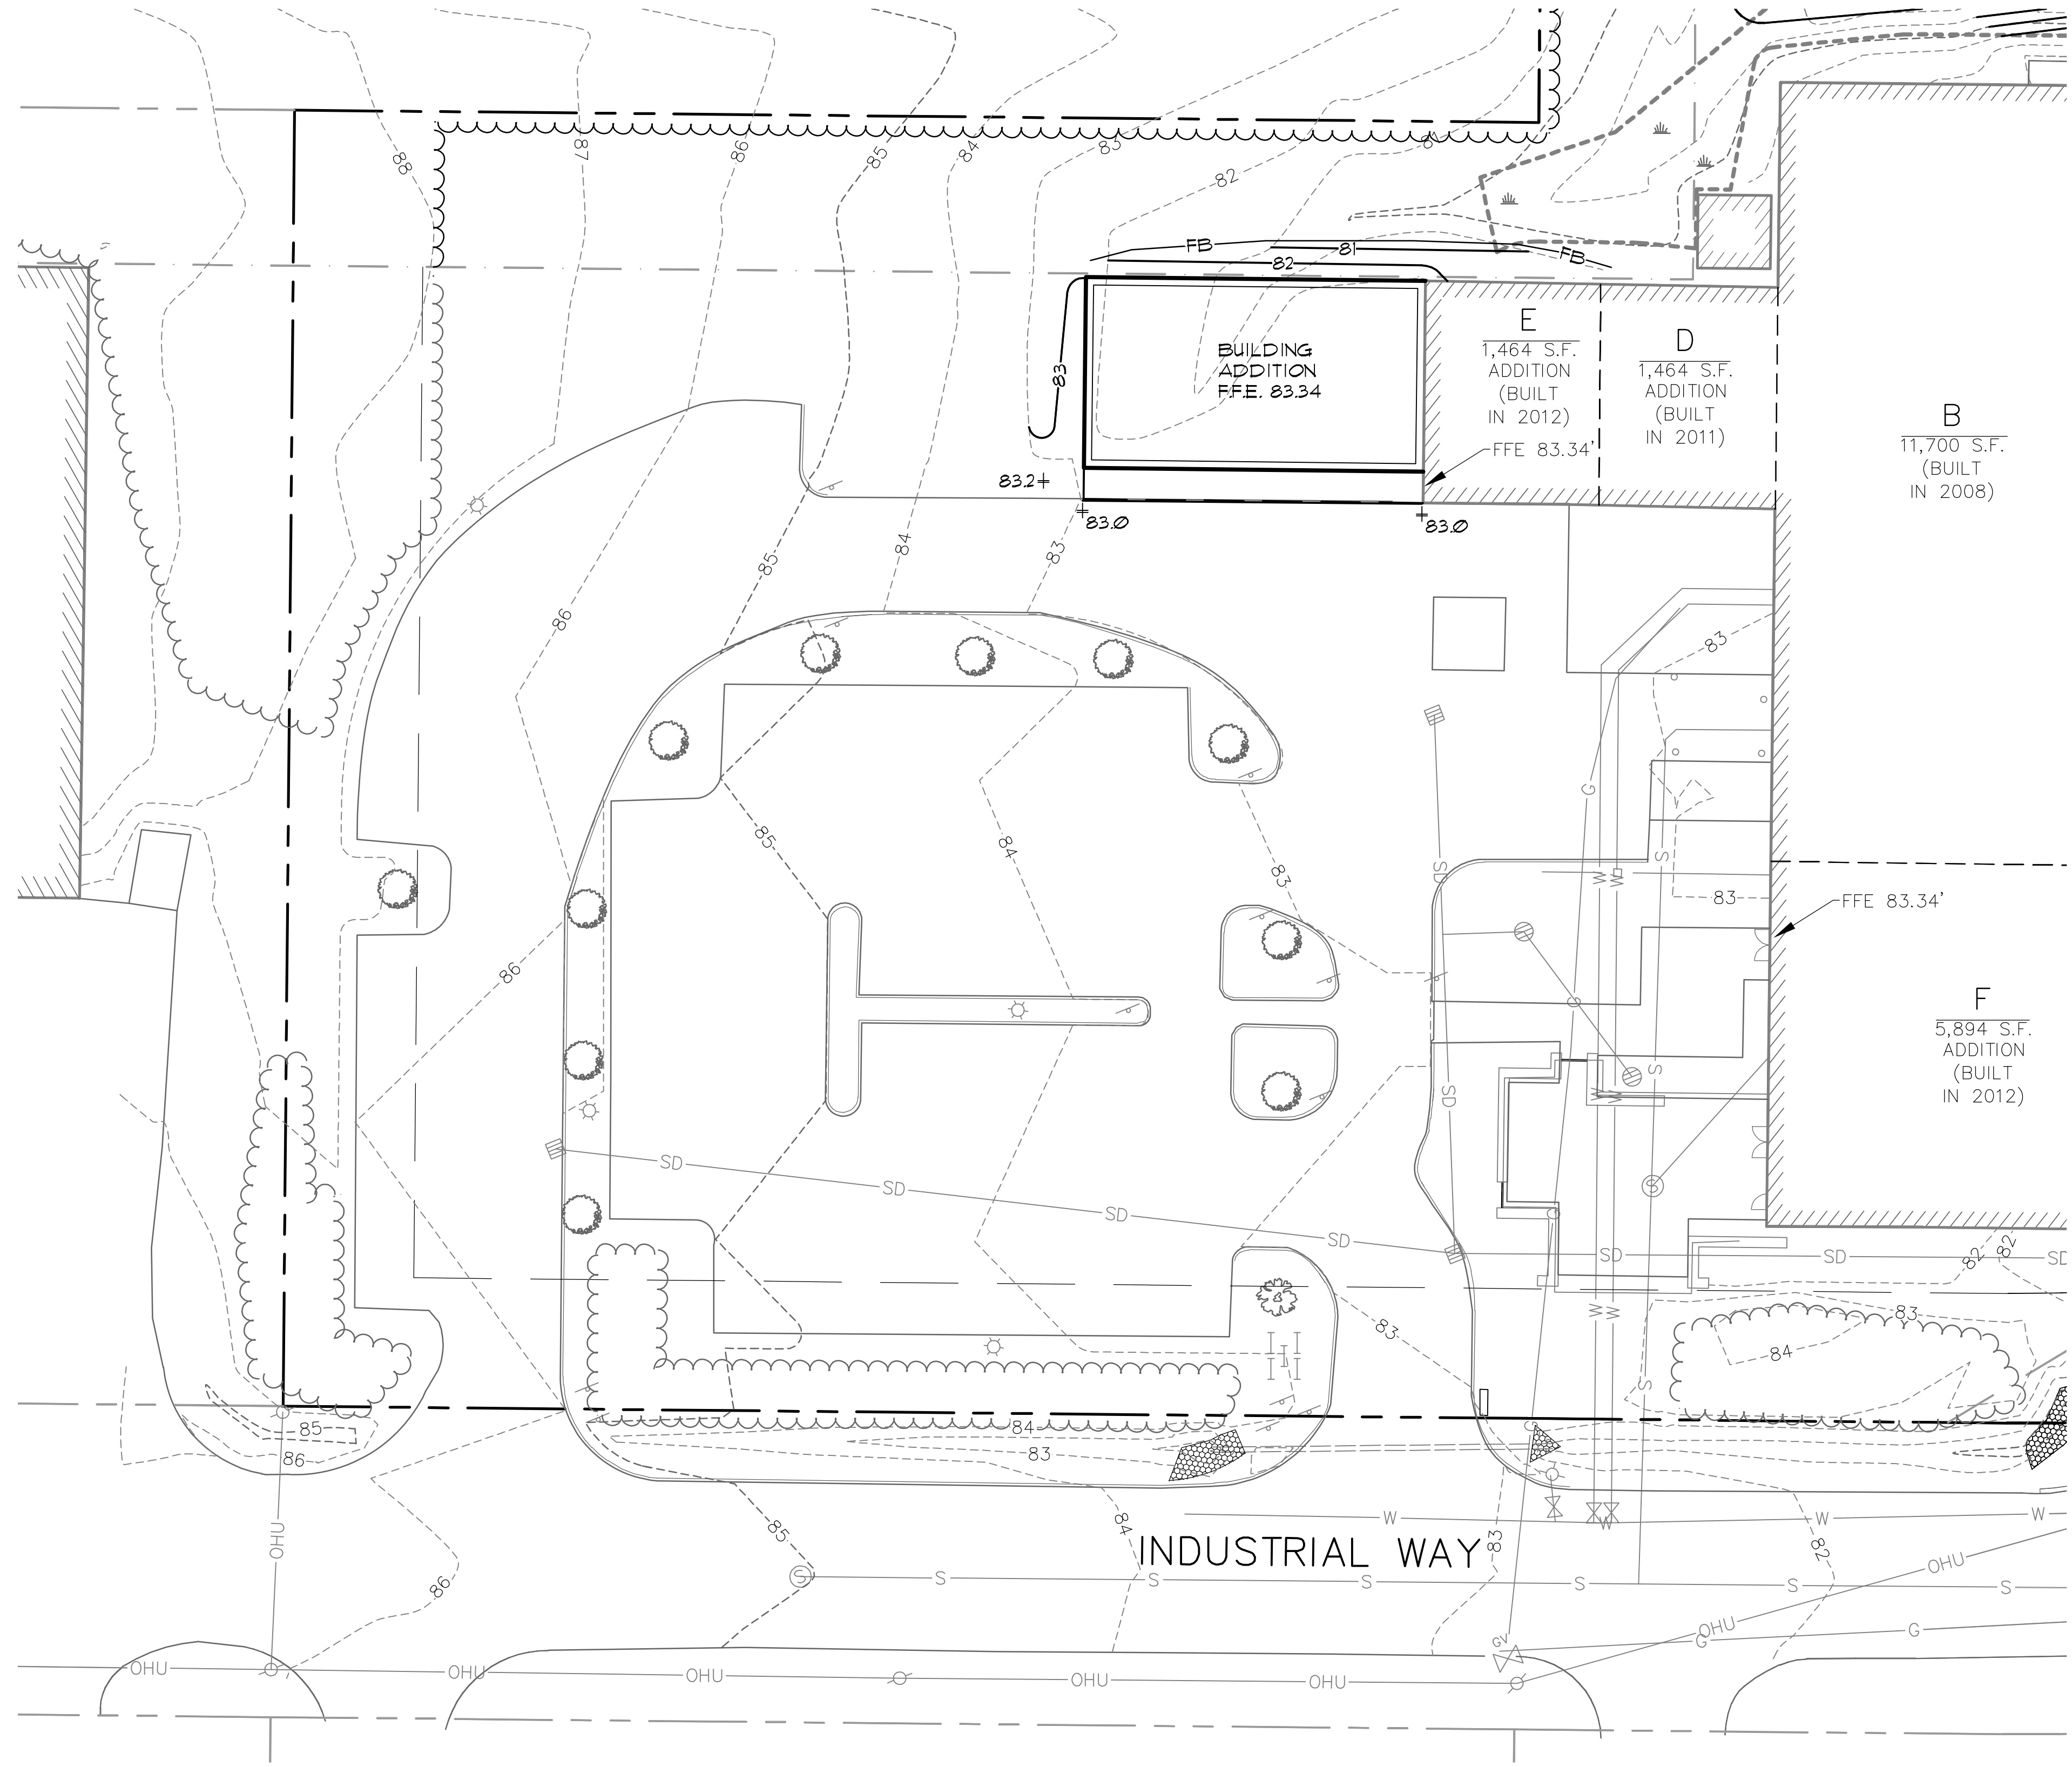 88
87
86
85
84
83
82
81
FB
81
FB
82
83
BUILDING
ADDITION
F.F.E. 83.34
E
1,464 S.F.
ADDITION
(BUILT
IN 2012)
D
1,464 S.F.
ADDITION
(BUILT
IN 2011)
B
11,700 S.F.
(BUILT
IN 2008)
FFE 83.34'
83.2
83.0
83.0
86
85
84
83
83
G
85
84
83
SD
S
W
W
83
FFE 83.34'
86
G
F
5,894 S.F.
ADDITION
(BUILT
IN 2012)
SD
S
W
W
SD
SD
SD
SD
S
G
SD
SD
SD
82
82
W
W
83
83
84
S
85
86
84
83
G
OHU
85
84
W
W
W
W
INDUSTRIAL WAY
83
82
86
S
S
S
S
S
S
S
OHU
OHU
GV
G
G
OHU
OHU
OHU
OHU
OHU